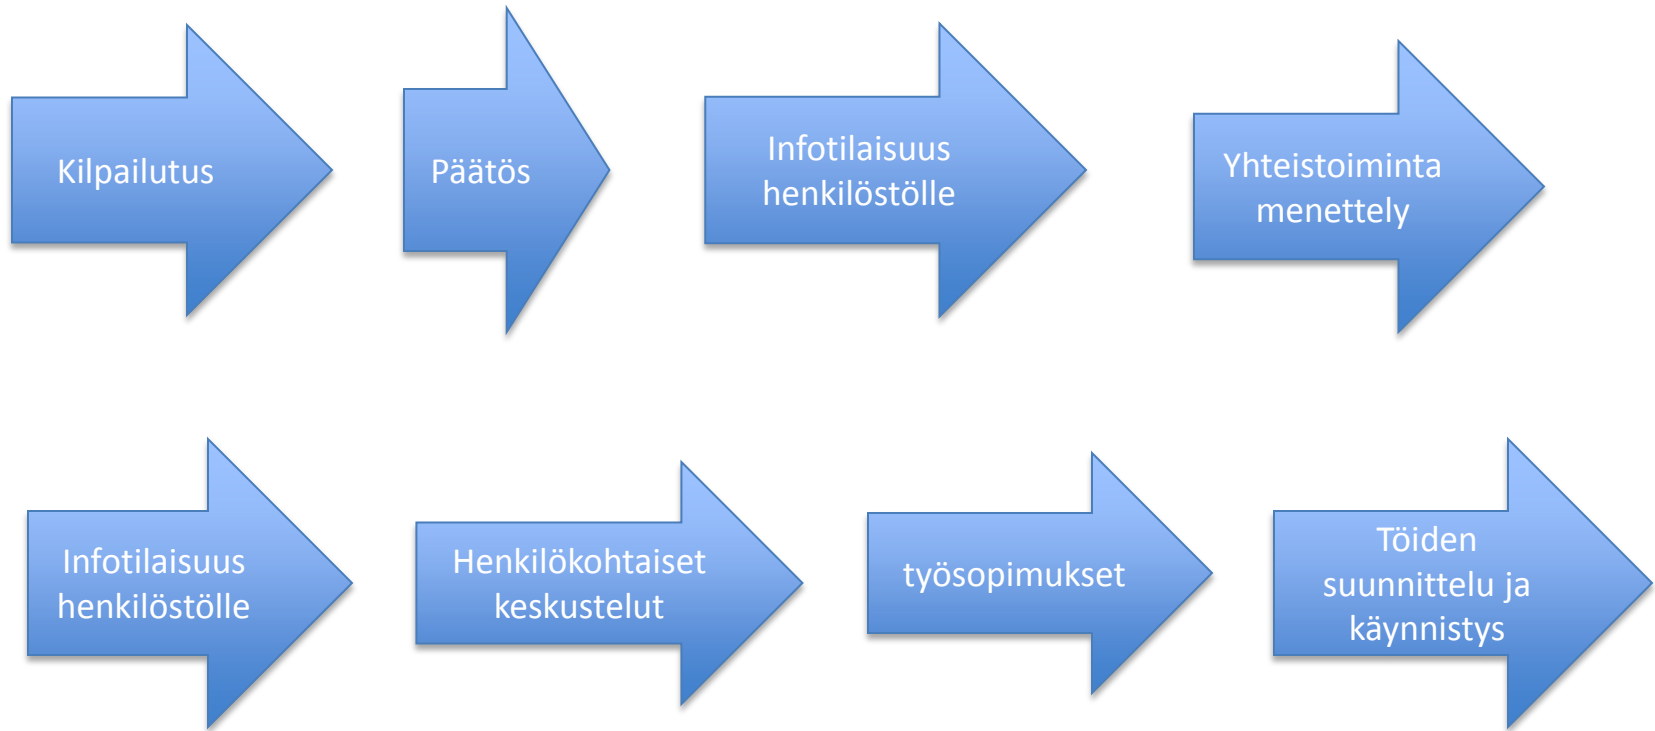 Kilpailutus
Päätös
Infotilaisuus
henkilöstölle
Yhteistoiminta
menettely
Infotilaisuus
henkilöstölle
Henkilökohtaiset
keskustelut
työsopimukset
Töiden
suunnittelu ja
käynnistys